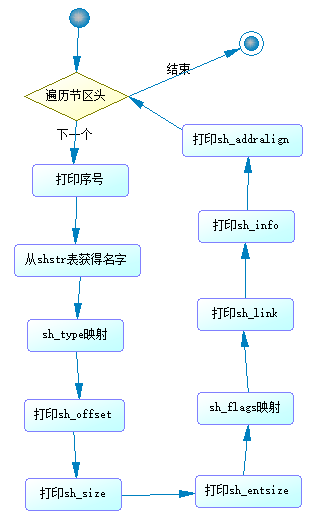 遍历节区头
结束
下一个
打印序号
从shstr表获得名字
sh_type映射
打印sh_offset
打印sh_size
打印sh_entsize
sh_flags映射
打印sh_link
打印sh_info
打印sh_addralign